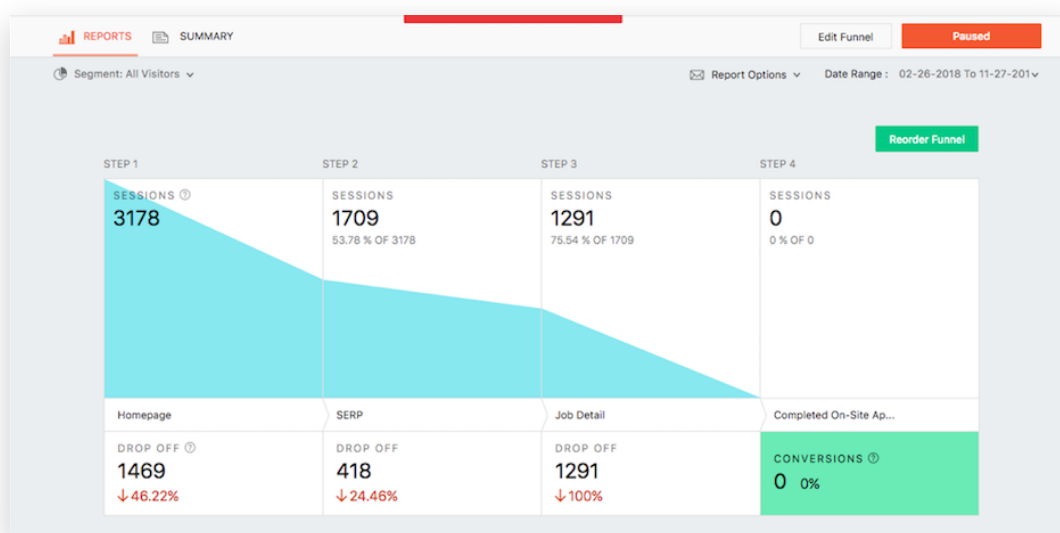 REPORTS SUMMARY Edit Funnel Paused
Segment: All Visitors Report Options Date Range : 02-26-2018 To 11-27-201
Reorder Funnel
STEP 1 STEP 2 STEP 3 STEP 4
SESSIONS SESSIONS SESSIONS SESSIONS
3178 1709 1291 0
53.78 % OF 3178 75.54 % OF 1709 0 % OF 0
Homepage SERP Job Detail Completed On-Site Ap...
DROP OFF DROP OFF DROP OFF CONVERSIONS
1469 418 1291 0 0%
46.22% 24.46% 100%